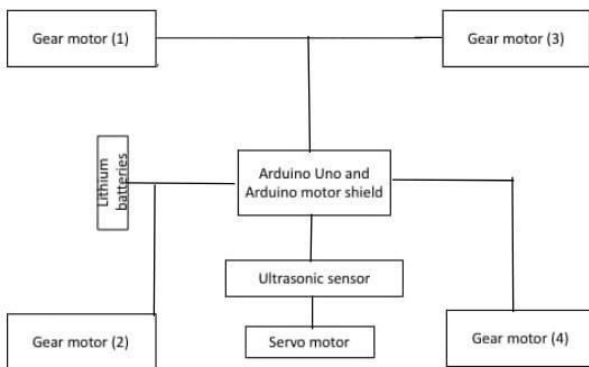 Gear motor (1)
Gear motor (3)
Lithium
batteries
Arduino Uno and
Arduino motor shield
Ultrasonic sensor
Gear motor (2)
Servo motor
Gear motor (4)